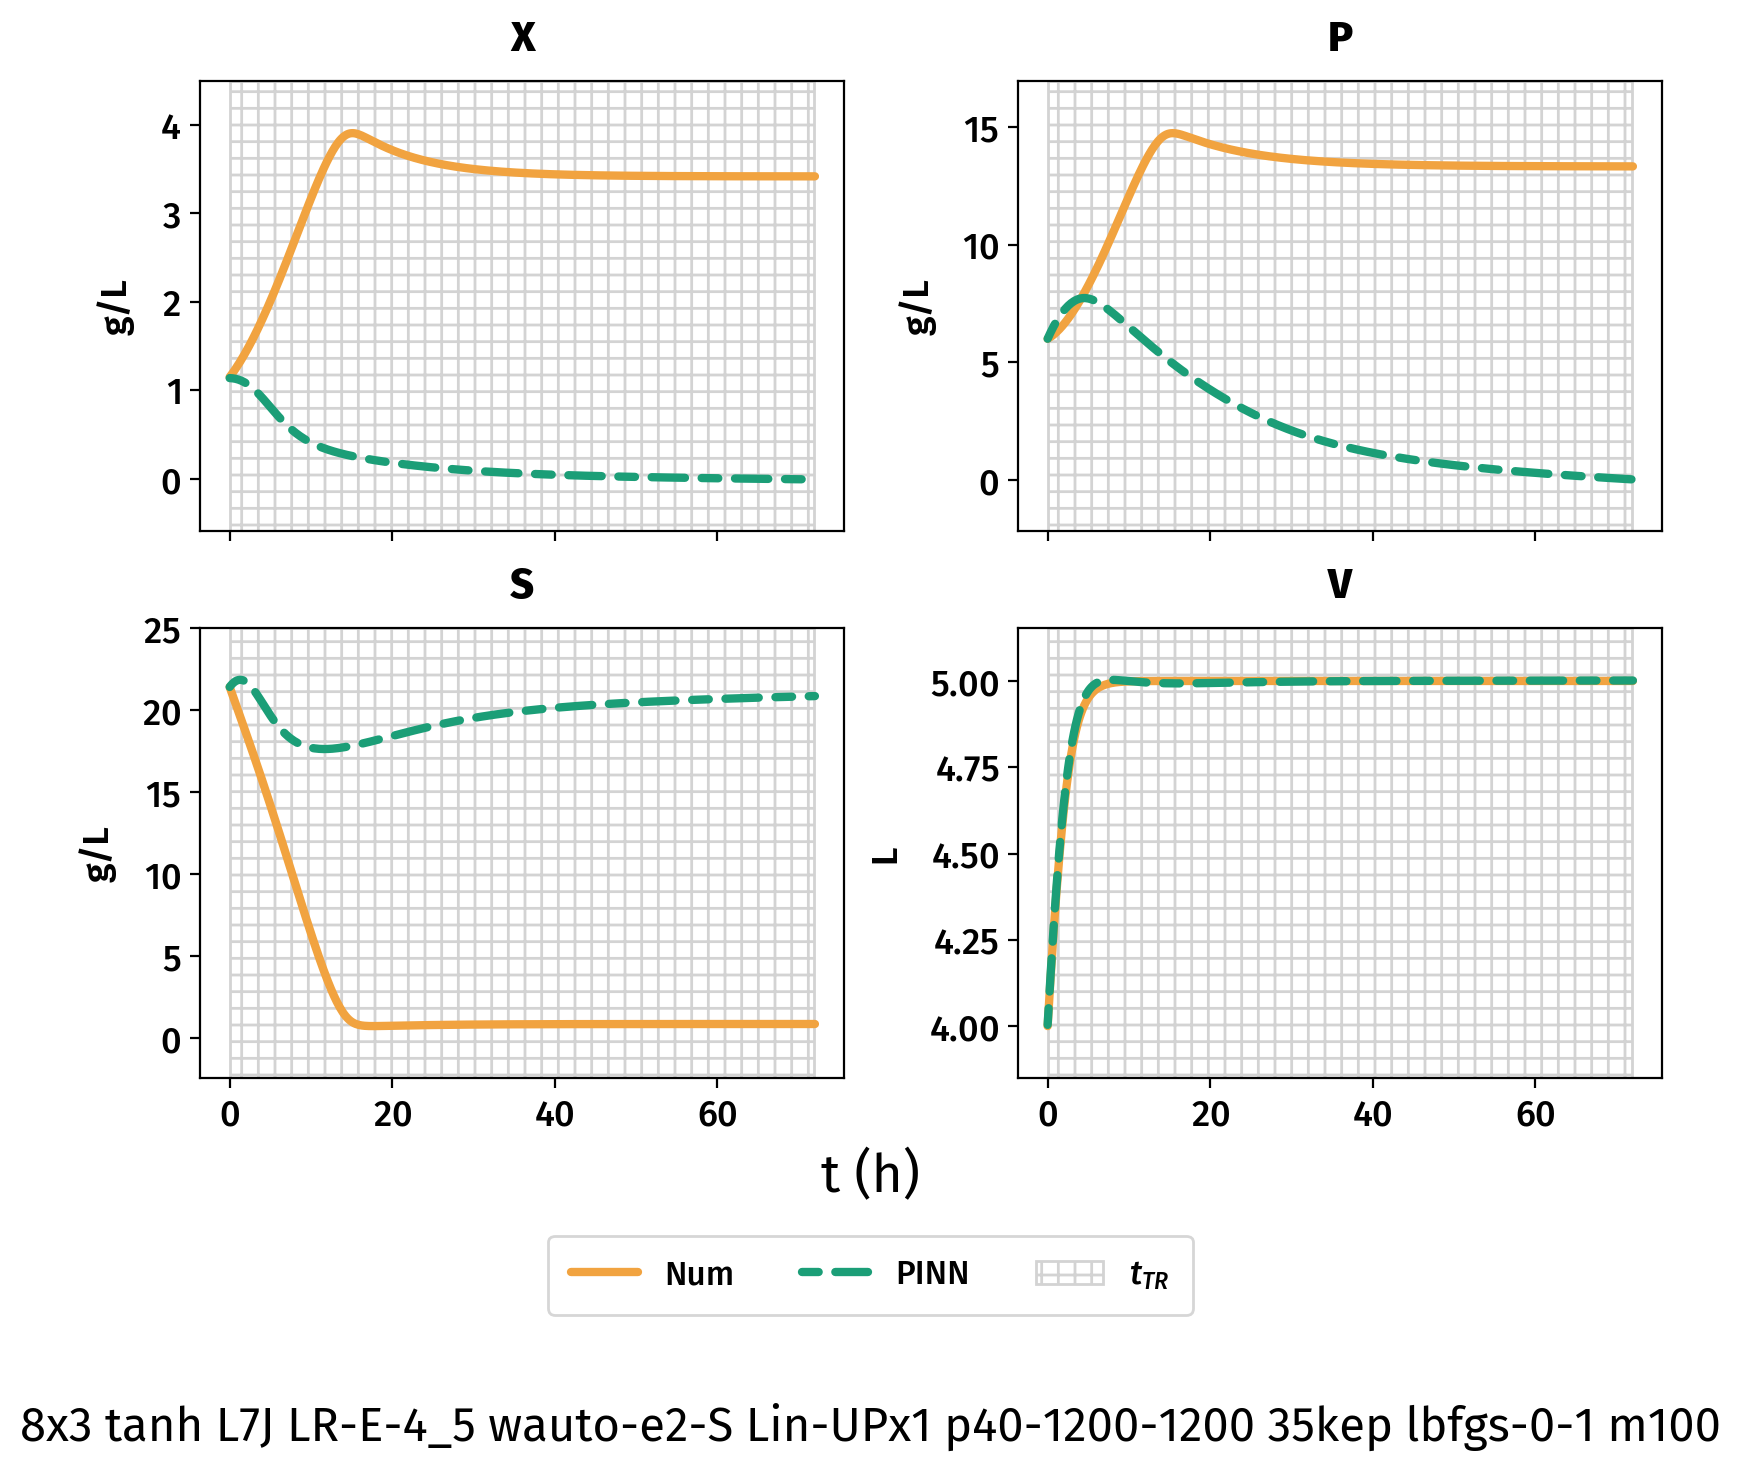 X
P
4
3
2
1
0
g/L
15
10
5
0
g/L
S
V
25
20
15
10
5
0
g/L
0 20 40 60
5.00
4.75
4.50
4.25
4.00
L
0 20 40 60
t (h)
Num PINN t_TR
8x3 tanh L7J LR-E-4_5 wauto-e2-S Lin-UPx1 p40-1200-1200 35kep lbfgs-0-1 m100